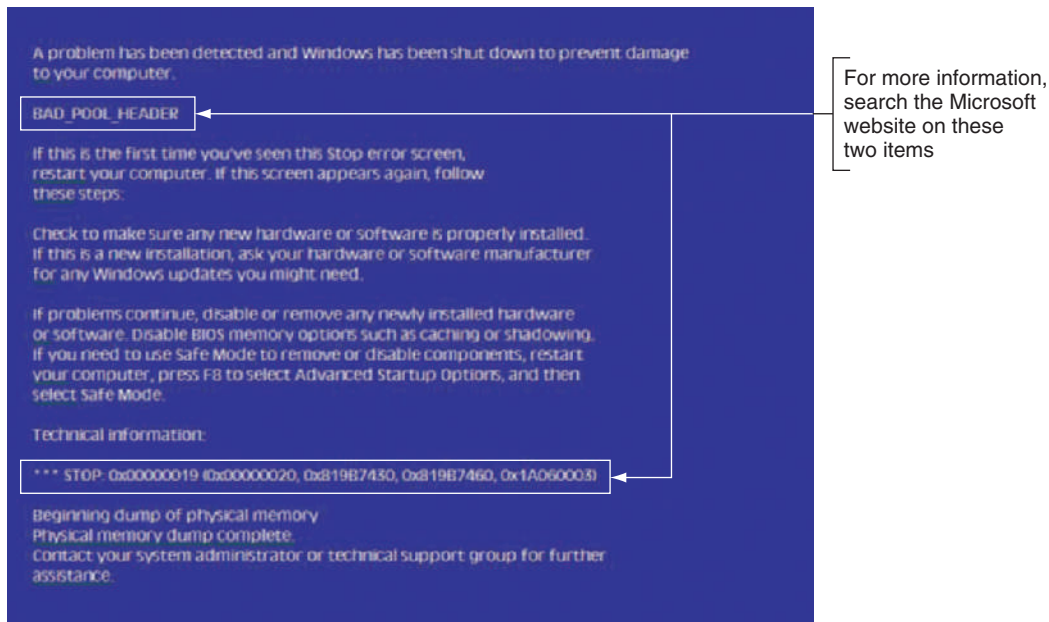 A problem has been detected and Windows has been shut down to prevent damage
to your computer.
BAD_POOL_HEADER
If this is the first time you've seen this Stop error screen,
restart your computer. If this screen appears again, follow
these steps:
Check to make sure any new hardware or software is properly installed.
If this is a new installation, ask your hardware or software manufacturer
for any Windows updates you might need.
If problems continue, disable or remove any newly installed hardware
or software. Disable BIOS memory options such as caching or shadowing.
If you need to use Safe Mode to remove or disable components, restart
your computer, press F8 to select Advanced Startup Options, and then
select Safe Mode.
Technical information:
*** STOP: 0x00000019 (0x00000020, 0x819B7430, 0x819B7460, 0x1A060003)
Beginning dump of physical memory
Physical memory dump complete.
Contact your system administrator or technical support group for further
assistance.
For more information,
search the Microsoft
website on these
two items